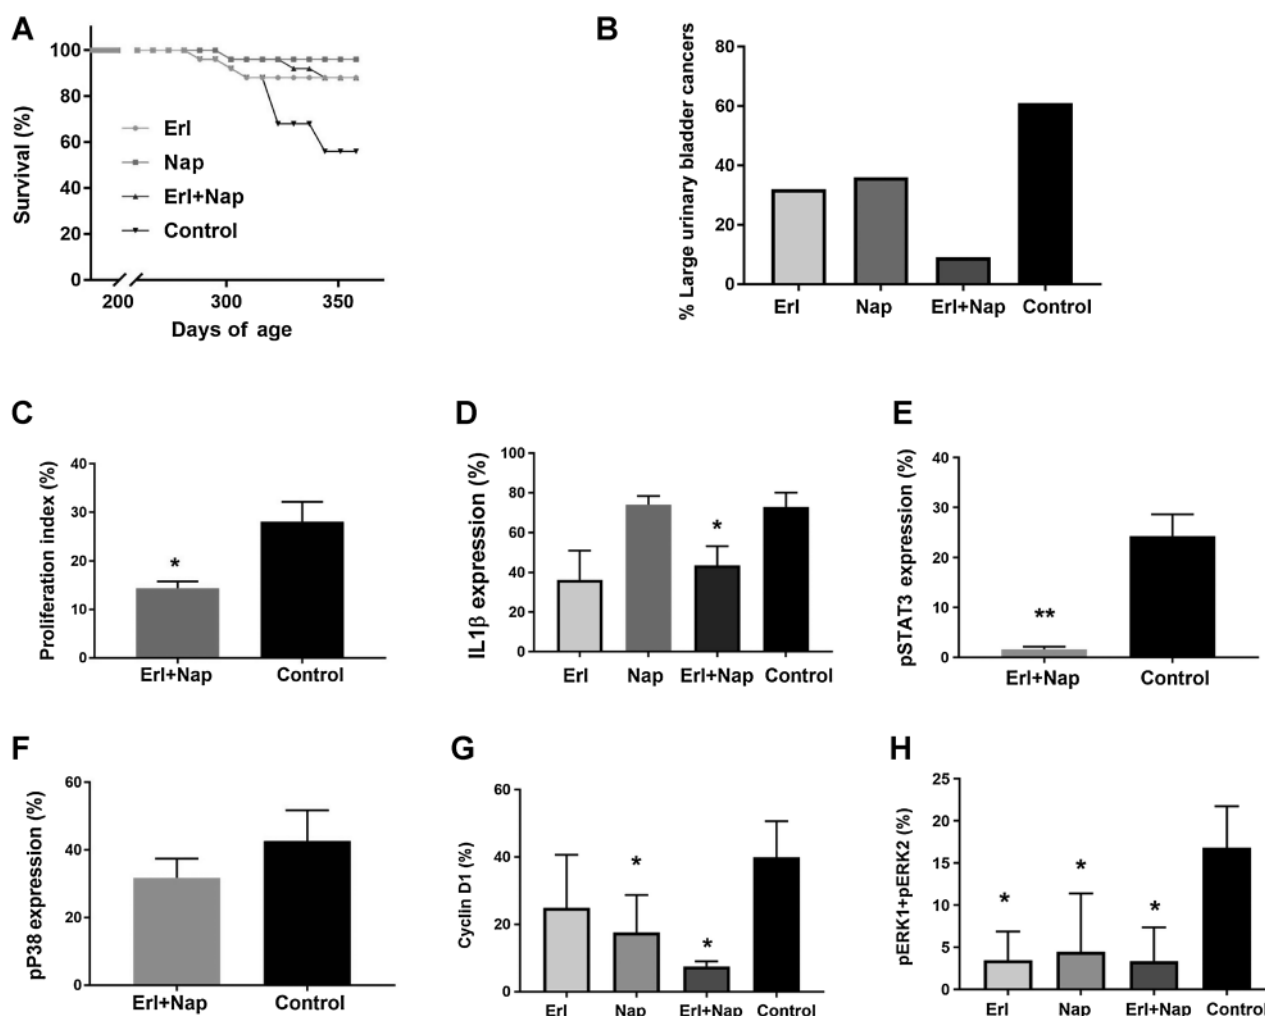 A
Survival (%)
100
80
60
40
20
0
Erl
Nap
Erl+Nap
Control
200 300 350
Days of age
B
% Large urinary bladder cancers
80
60
40
20
0
Erl Nap Erl+Nap Control
C
Proliferation index (%)
40
30
20
10
0
*
Erl+Nap Control
D
IL1β expression (%)
100
80
60
40
20
0
*
Erl Nap Erl+Nap Control
E
pSTAT3 expression (%)
40
30
20
10
0
**
Erl+Nap Control
F
pP38 expression (%)
60
40
20
0
Erl+Nap Control
G
Cyclin D1 (%)
60
40
20
0
* *
Erl Nap Erl+Nap Control
H
pERK1+pERK2 (%)
25
20
15
10
5
0
* * *
Erl Nap Erl+Nap Control